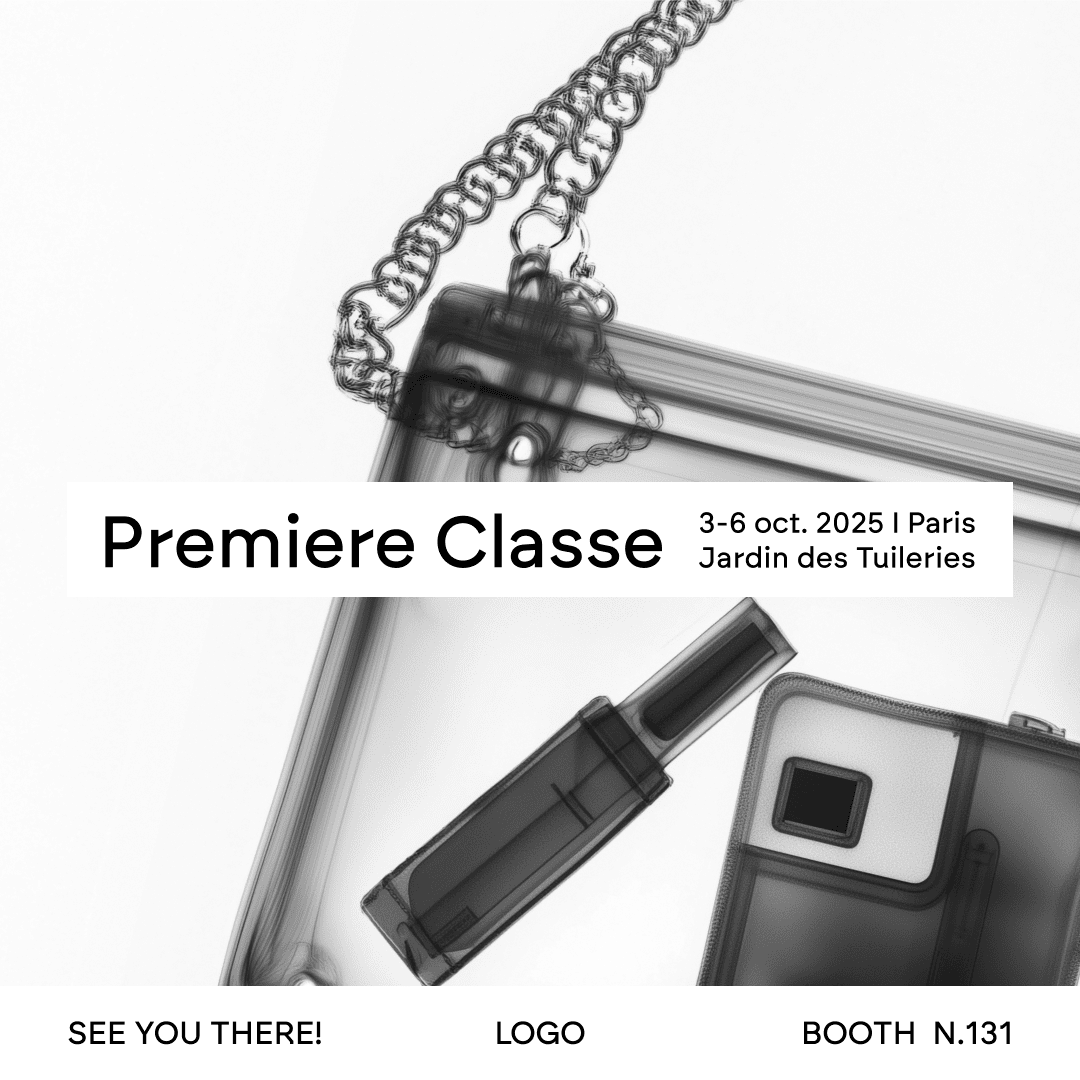 Premiere Classe
3-6 oct. 2025 | Paris
Jardin des Tuileries
SEE YOU THERE!
LOGO
BOOTH N.131